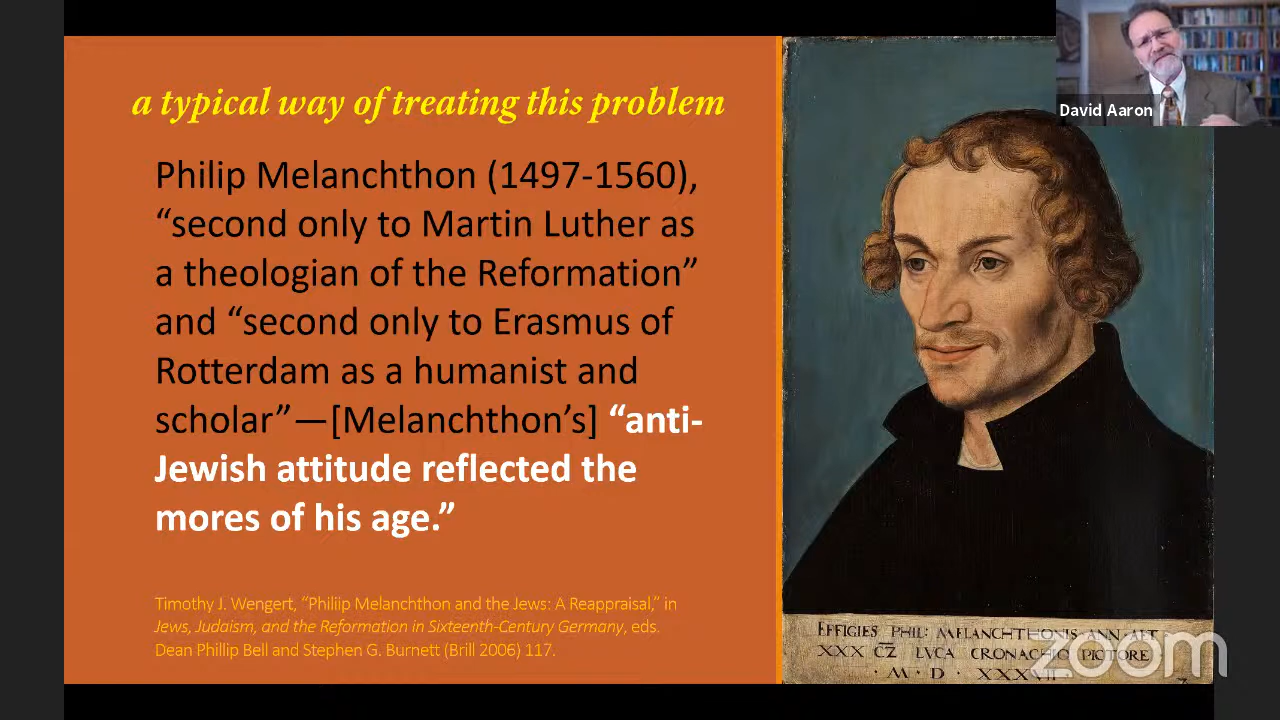 David Aaron
a typical way of treating this problem
Philip Melanchthon (1497-1560),
“second only to Martin Luther as
a theologian of the Reformation”
and “second only to Erasmus of
Rotterdam as a humanist and
scholar”—[Melanchthon’s] “anti-
Jewish attitude reflected the
mores of his age.”
Timothy J. Wengert, “Philiip Melanchthon and the Jews: A Reappraisal,” in
Jews, Judaism, and the Reformation in Sixteenth-Century Germany, eds.
Dean Phillip Bell and Stephen G. Burnett (Brill 2006) 117.
EFFIGIES PHIL: MELANCHTHONIS ANN· AET
XXX LVCA CRONACHIO PICTORE
· M · D · XXXVII
zoom